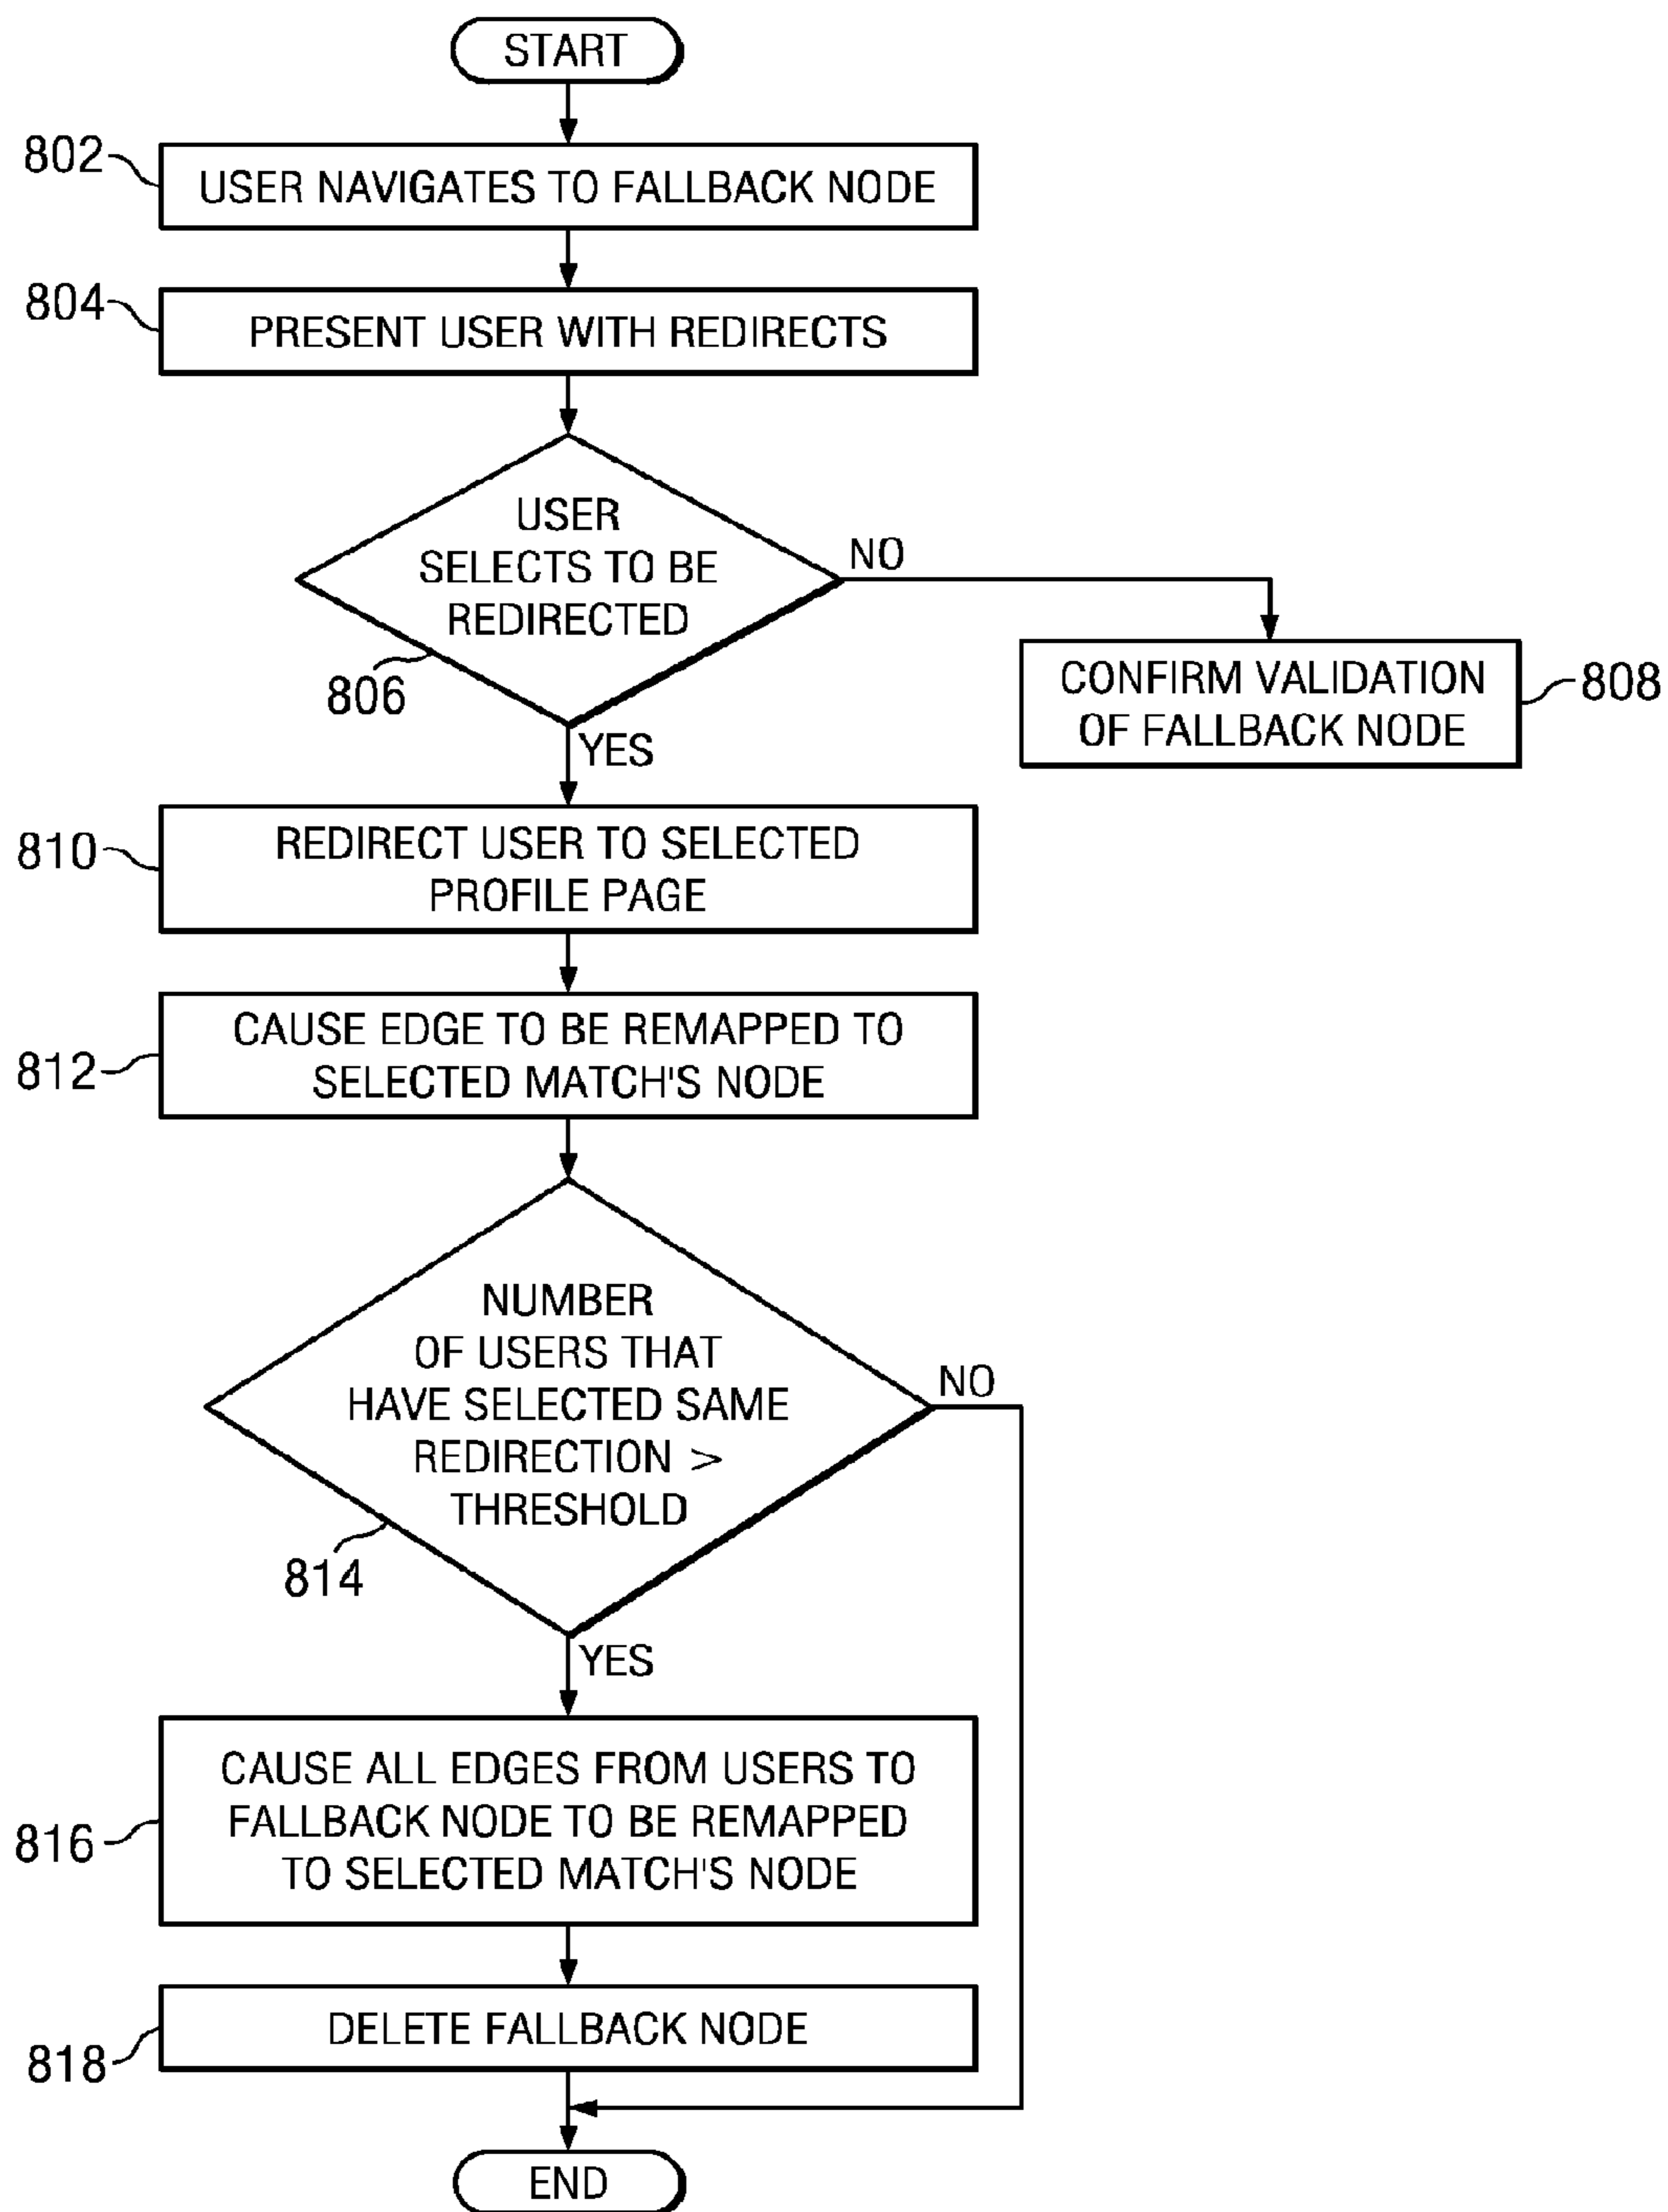 START
802
USER NAVIGATES TO FALLBACK NODE
804
PRESENT USER WITH REDIRECTS
USER
SELECTS TO BE
REDIRECTED
806
NO
YES
CONFIRM VALIDATION
OF FALLBACK NODE
808
810
REDIRECT USER TO SELECTED
PROFILE PAGE
812
CAUSE EDGE TO BE REMAPPED TO
SELECTED MATCH'S NODE
NUMBER
OF USERS THAT
HAVE SELECTED SAME
REDIRECTION >
THRESHOLD
814
NO
YES
816
CAUSE ALL EDGES FROM USERS TO
FALLBACK NODE TO BE REMAPPED
TO SELECTED MATCH'S NODE
818
DELETE FALLBACK NODE
END